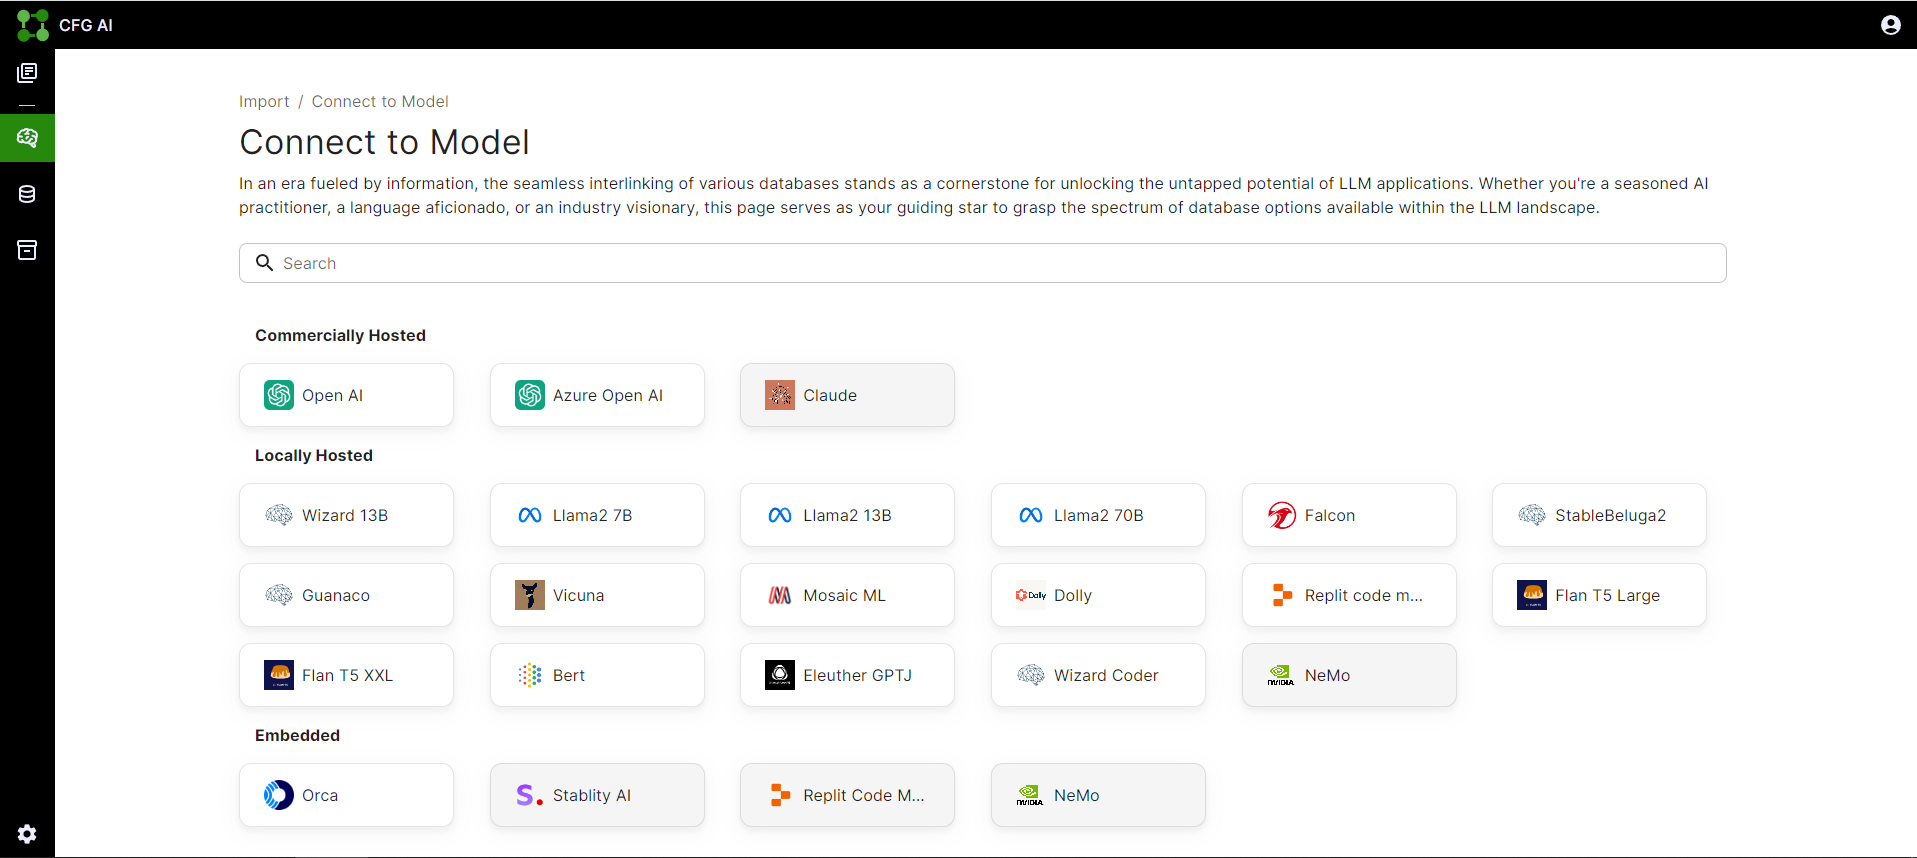 CFG AI
Import / Connect to Model
Connect to Model
In an era fueled by information, the seamless interlinking of various databases stands as a cornerstone for unlocking the untapped potential of LLM applications. Whether you're a seasoned AI
practitioner, a language aficionado, or an industry visionary, this page serves as your guiding star to grasp the spectrum of database options available within the LLM landscape.
Search
Commercially Hosted
Open AI
Azure Open AI
Claude
Locally Hosted
Wizard 13B
Llama2 7B
Llama2 13B
Llama2 70B
Falcon
StableBeluga2
Guanaco
Vicuna
Mosaic ML
Dolly
Dolly
Replit code m...
Flan T5 Large
Flan T5 XXL
Bert
Eleuther GPTJ
Wizard Coder
NVIDIA
NeMo
Embedded
Orca
S.
Stablity AI
Replit Code M...
NVIDIA
NeMo